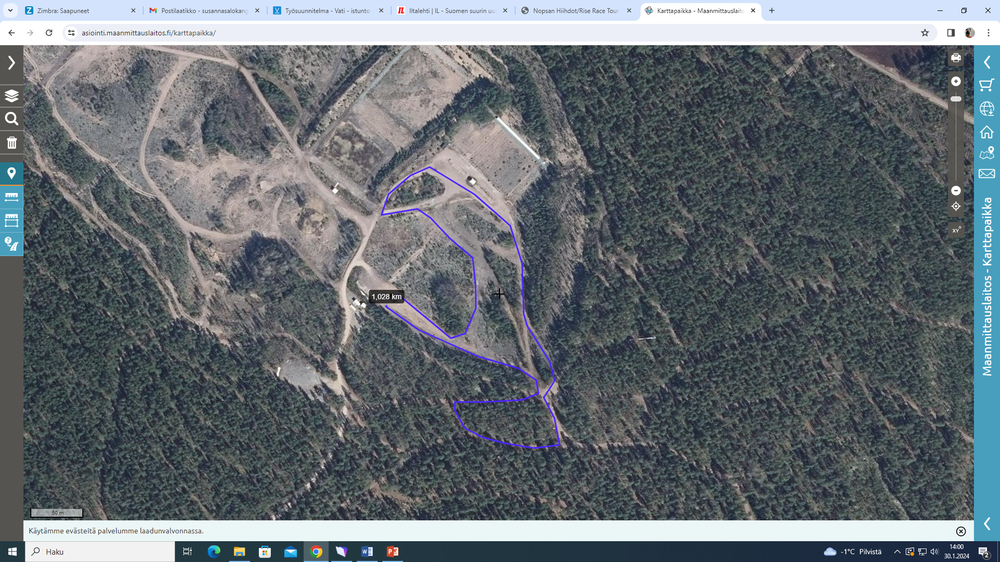 Zimbra: Saapuneet
Postilaatikko - susannasalokang
Työsuunnitelma - Vati - istunto
Iltalehti | IL - Suomen suurin uut
Nopsan Hiihdot/Rise Race Tour
Karttapaikka - Maanmittauslaito
asiointi.maanmittauslaitos.fi/karttapaikka/
XY°
Maanmittauslaitos - Karttapaikka
1,028 km
50 m
Käytämme evästeitä palvelumme laadunvalvonnassa.
Haku
-1°C Pilvistä
14:00
30.1.2024
2